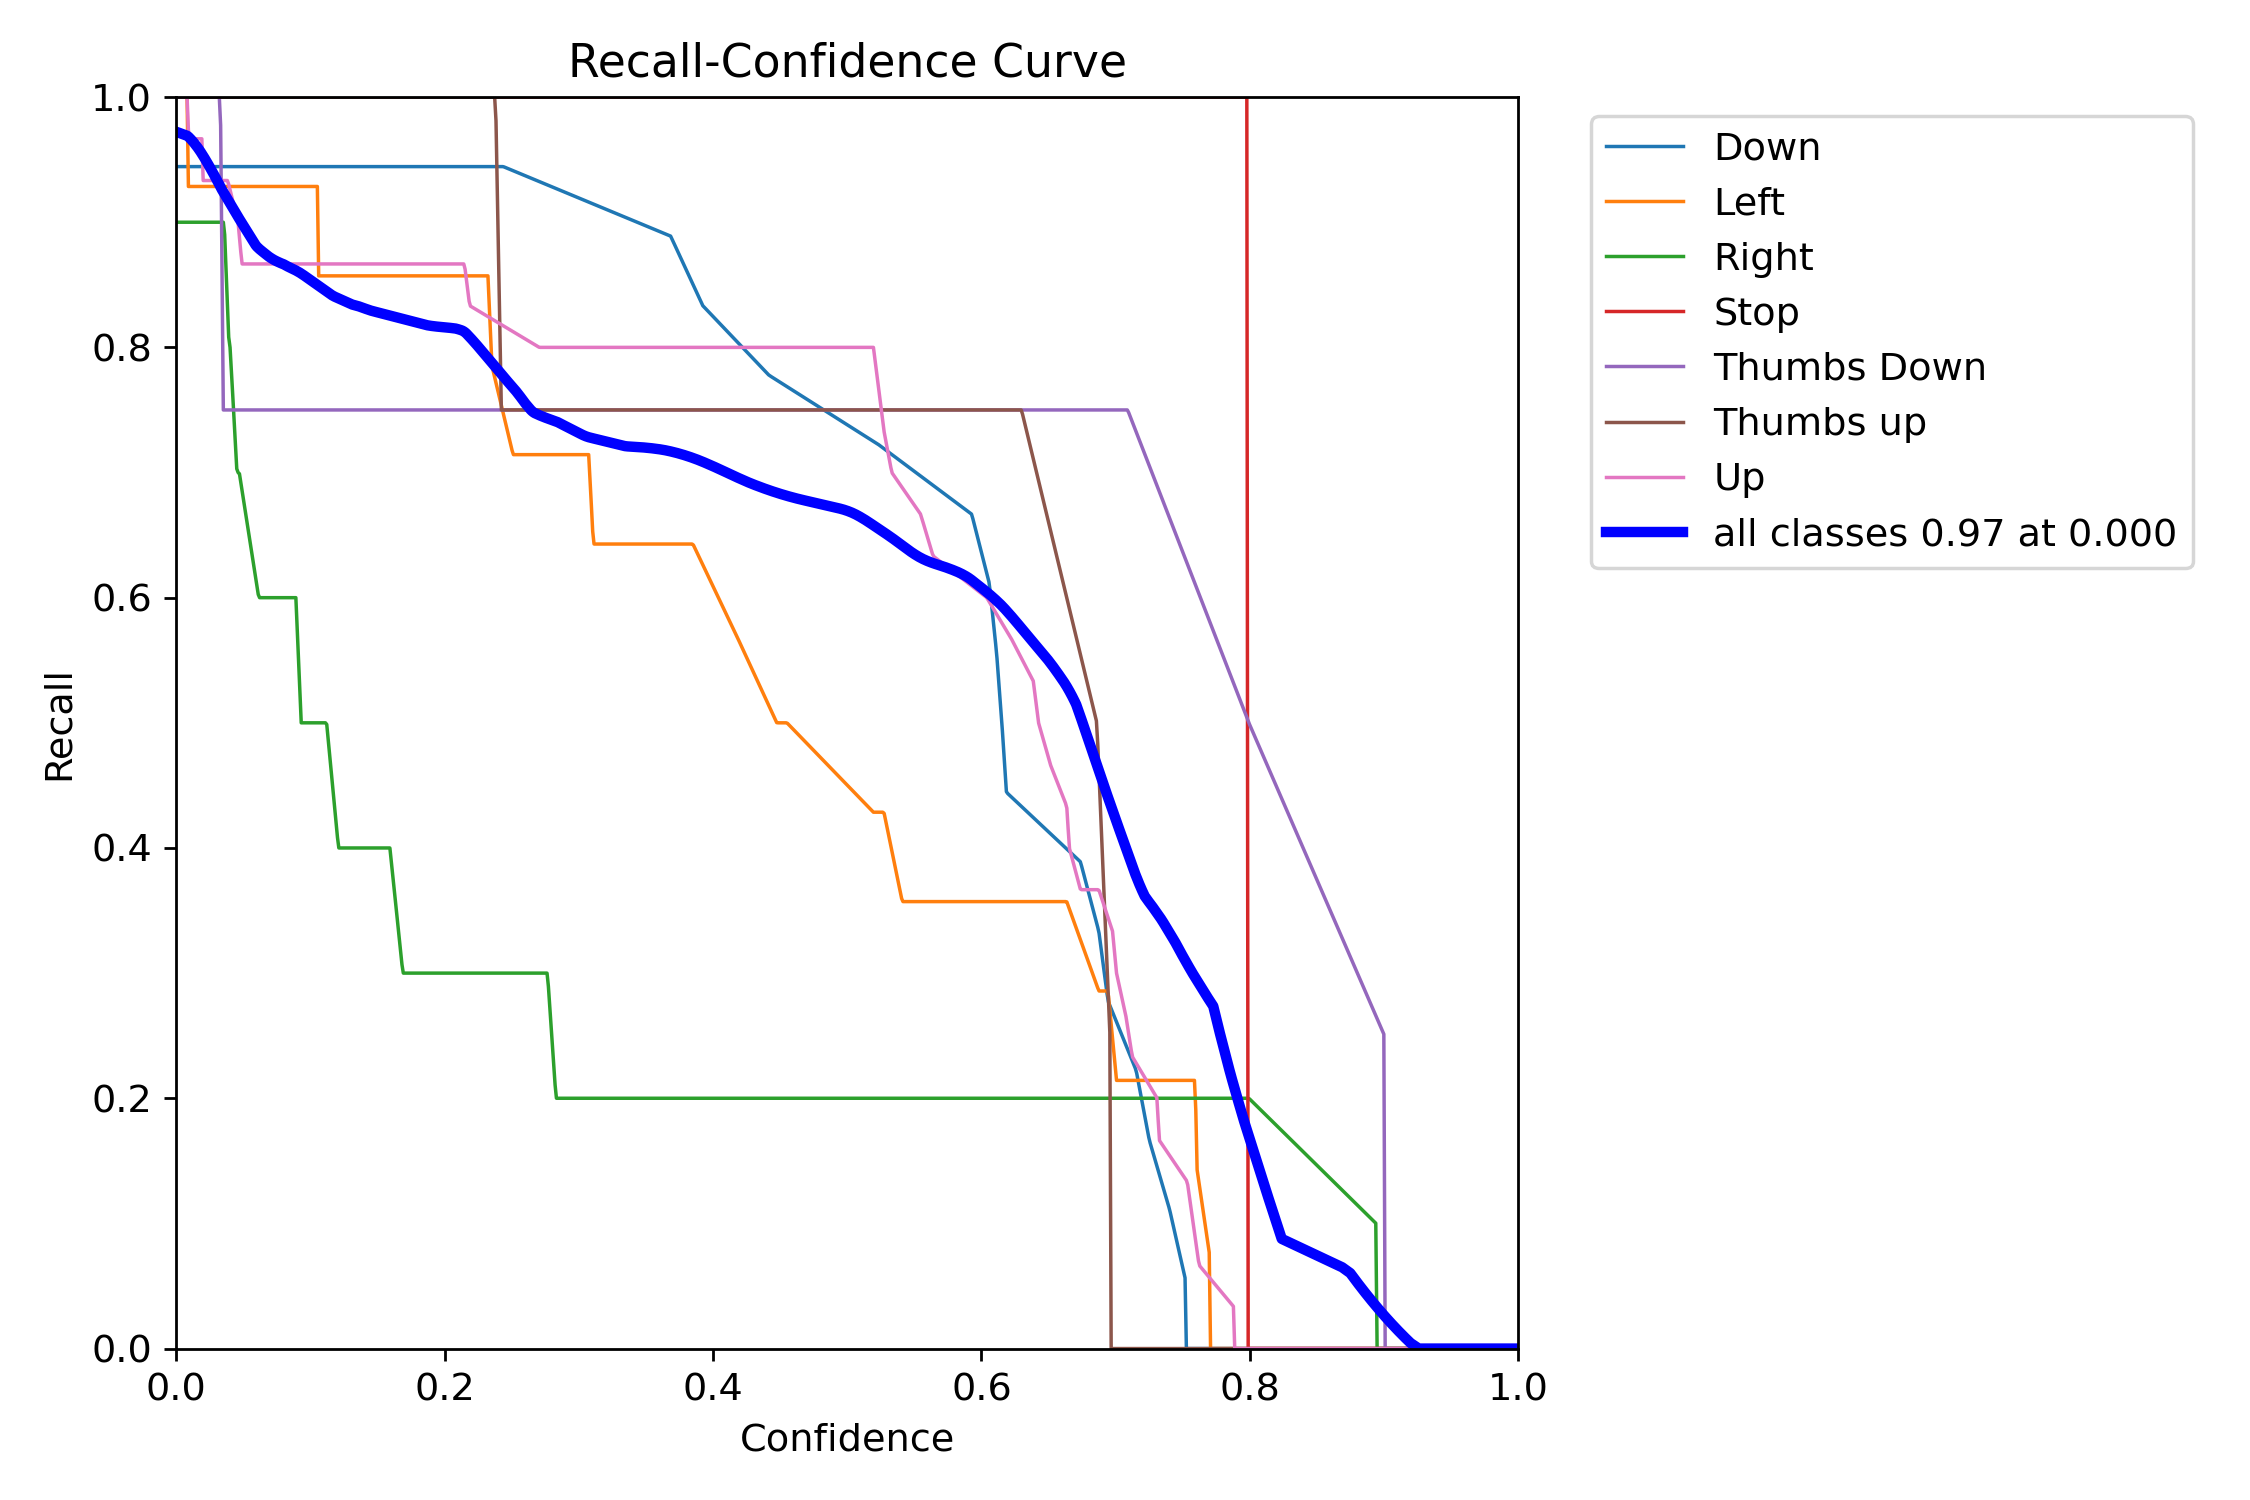 Recall-Confidence Curve
1.0
0.8
0.6
0.4
0.2
0.0
Recall
0.0 0.2 0.4 0.6 0.8 1.0
Confidence
Down
Left
Right
Stop
Thumbs Down
Thumbs up
Up
all classes 0.97 at 0.000